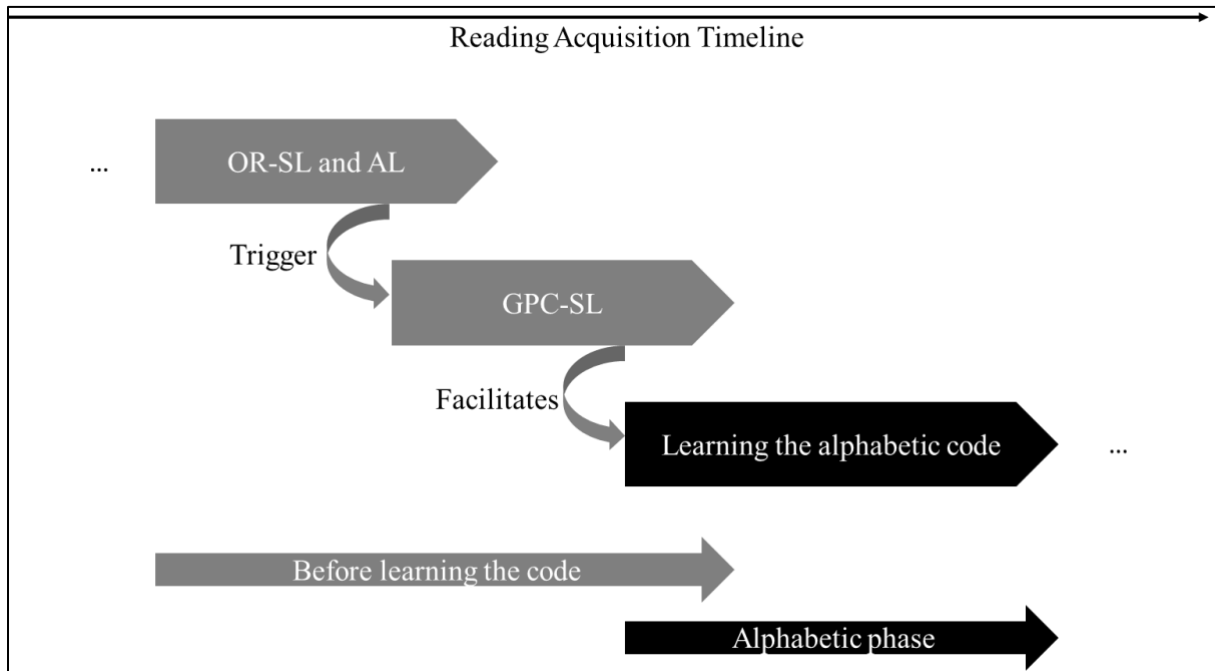 Reading Acquisition Timeline
...
OR-SL and AL
Trigger
GPC-SL
Facilitates
Learning the alphabetic code
...
Before learning the code
Alphabetic phase